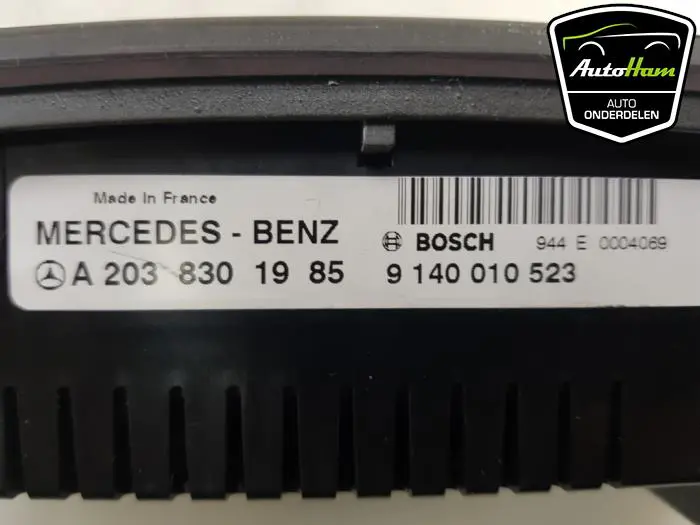 AutoHam
AUTO
ONDERDELEN
Made In France
MERCEDES - BENZ
BOSCH 944 E 0004069
A 203 830 19 85 9 140 010 523